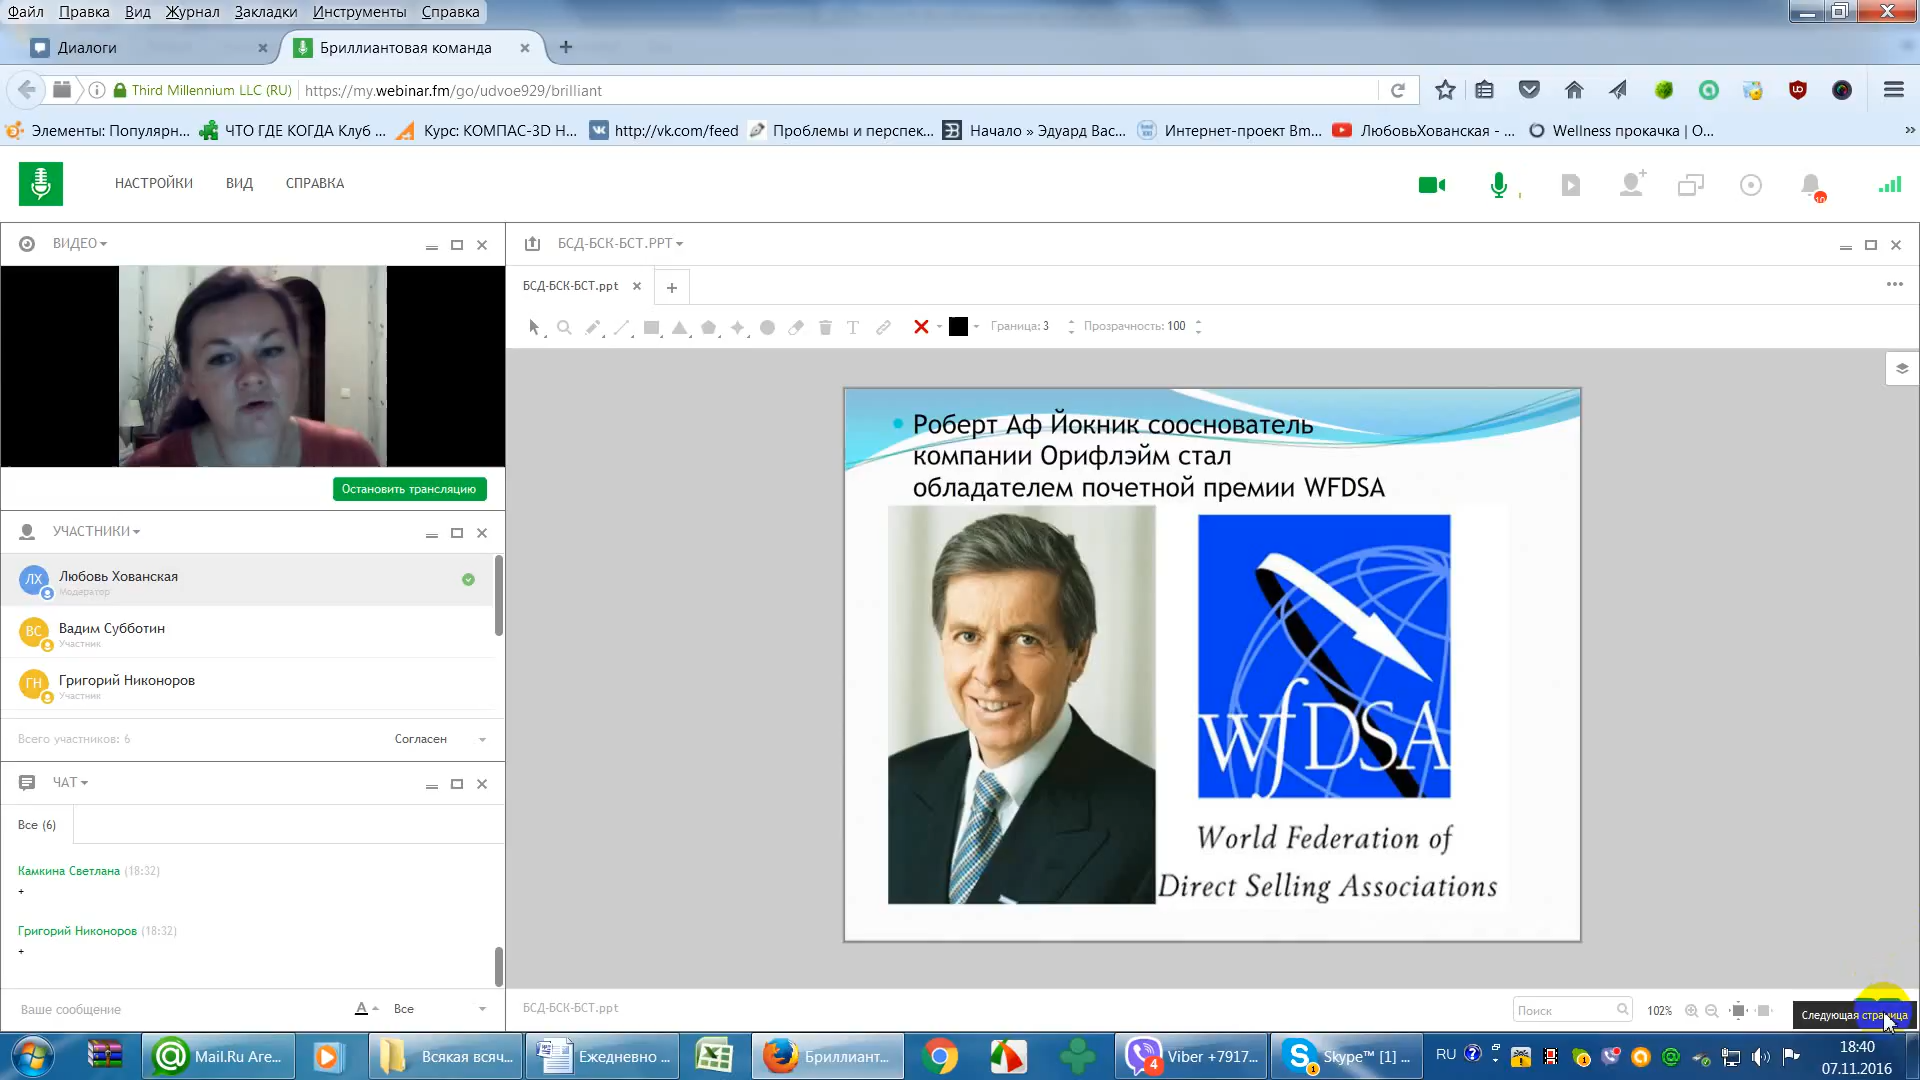 Файл Правка Вид Журнал Закладки Инструменты Справка
Диалоги
Бриллиантовая команда
Third Millennium LLC (RU)
https://my.webinar.fm/go/udvoe929/brilliant
Элементы: Популярн...
ЧТО ГДЕ КОГДА Клуб ...
Курс: КОМПАС-3D Н...
http://vk.com/feed
Проблемы и перспек...
Начало » Эдуард Вас...
Интернет-проект Bm...
ЛюбовьХованская - ...
Wellness прокачка | О...
НАСТРОЙКИ ВИД СПРАВКА
10
ВИДЕО
Остановить трансляцию
УЧАСТНИКИ
ЛХ
Любовь Хованская
Модератор
ВС
Вадим Субботин
Участник
ГН
Григорий Никоноров
Участник
Всего участников: 6
Согласен
ЧАТ
Все (6)
Камкина Светлана (18:32)
+
Григорий Никоноров (18:32)
+
Ваше сообщение
A
Все
БСД-БСК-БСТ.PPT
БСД-БСК-БСТ.ppt
T
Граница: 3
Прозрачность: 100
Роберт Аф Йокник сооснователь
компании Орифлэйм стал
обладателем почетной премии WFDSA
WfDSA
World Federation of
Direct Selling Associations
БСД-БСК-БСТ.ppt
Поиск
102%
Следующая страница
Mail.Ru Аге...
Всякая всяч...
Ежедневно ...
Бриллиант...
4
Viber +7917...
1
Skype™ [1] ...
RU
18:40
07.11.2016